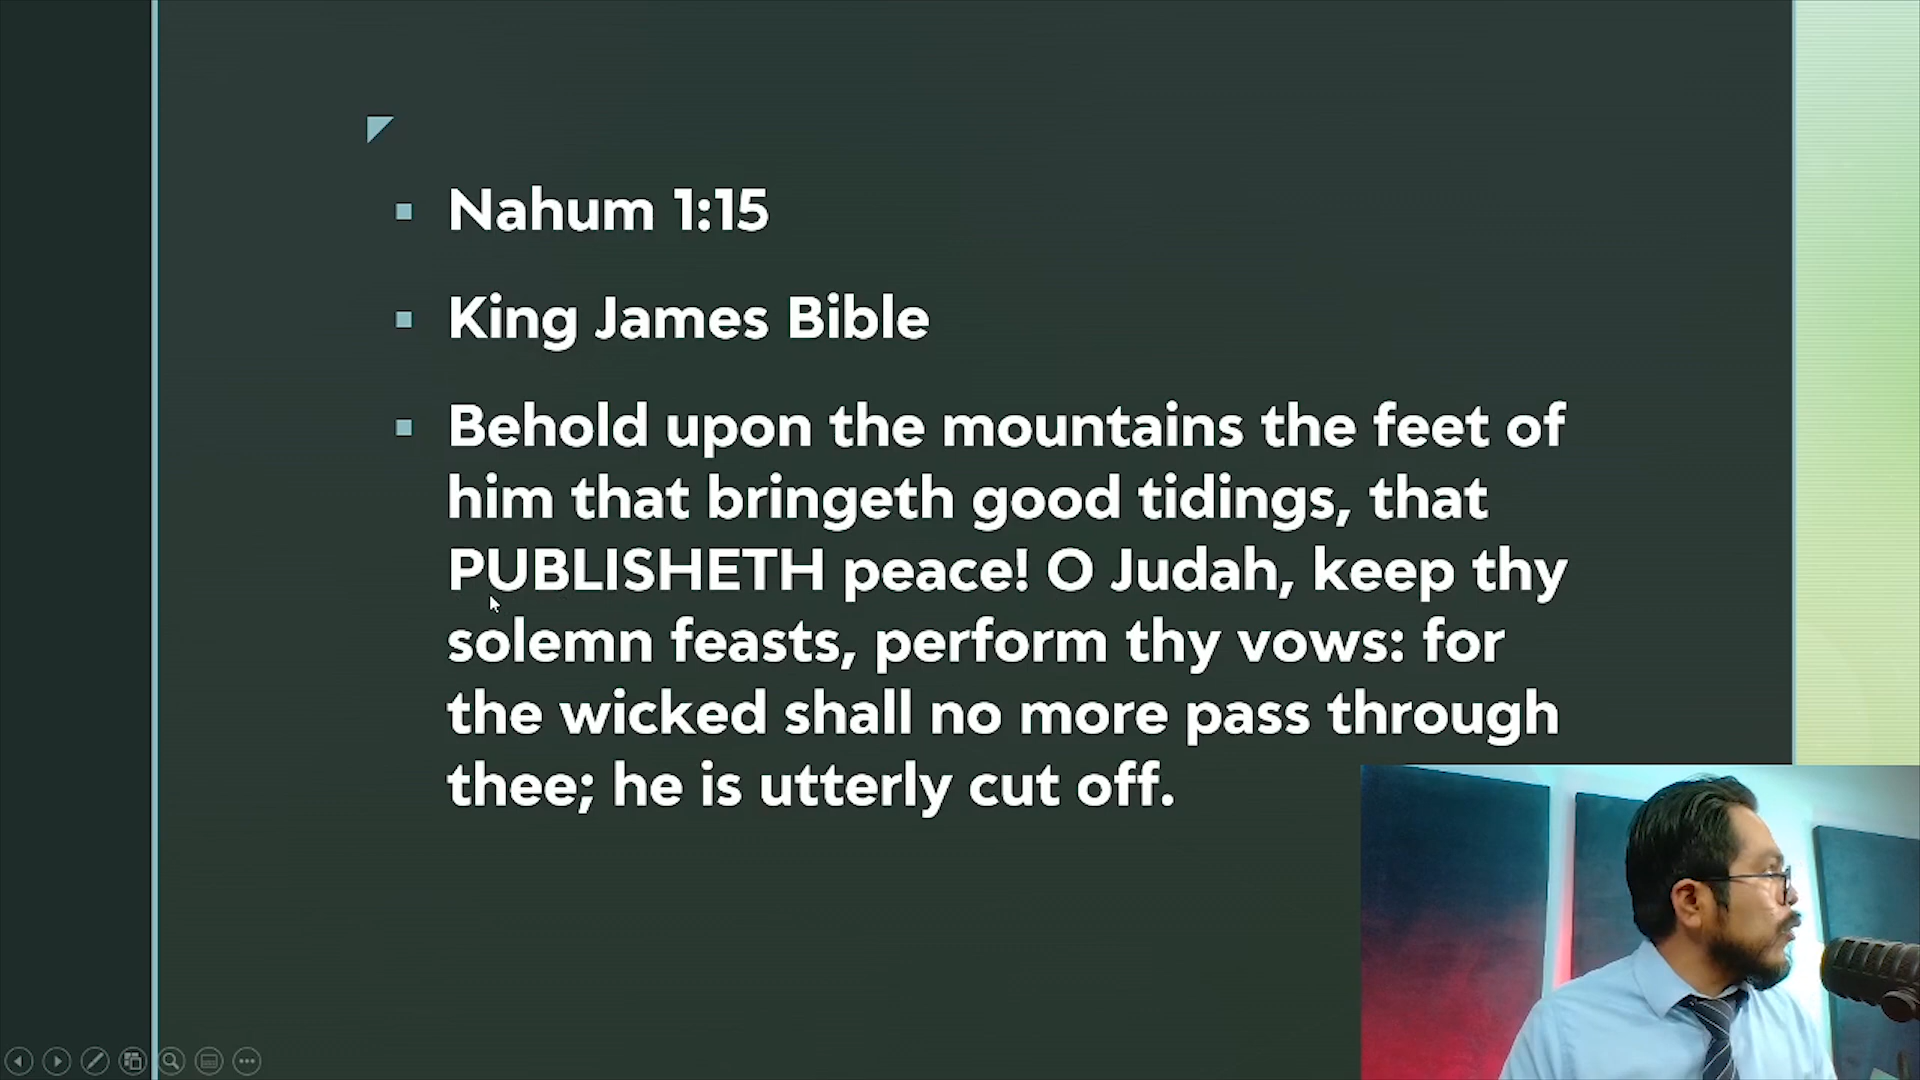 Nahum 1:15
King James Bible
Behold upon the mountains the feet of
him that bringeth good tidings, that
PUBLISHETH peace! O Judah, keep thy
solemn feasts, perform thy vows: for
the wicked shall no more pass through
thee; he is utterly cut off.